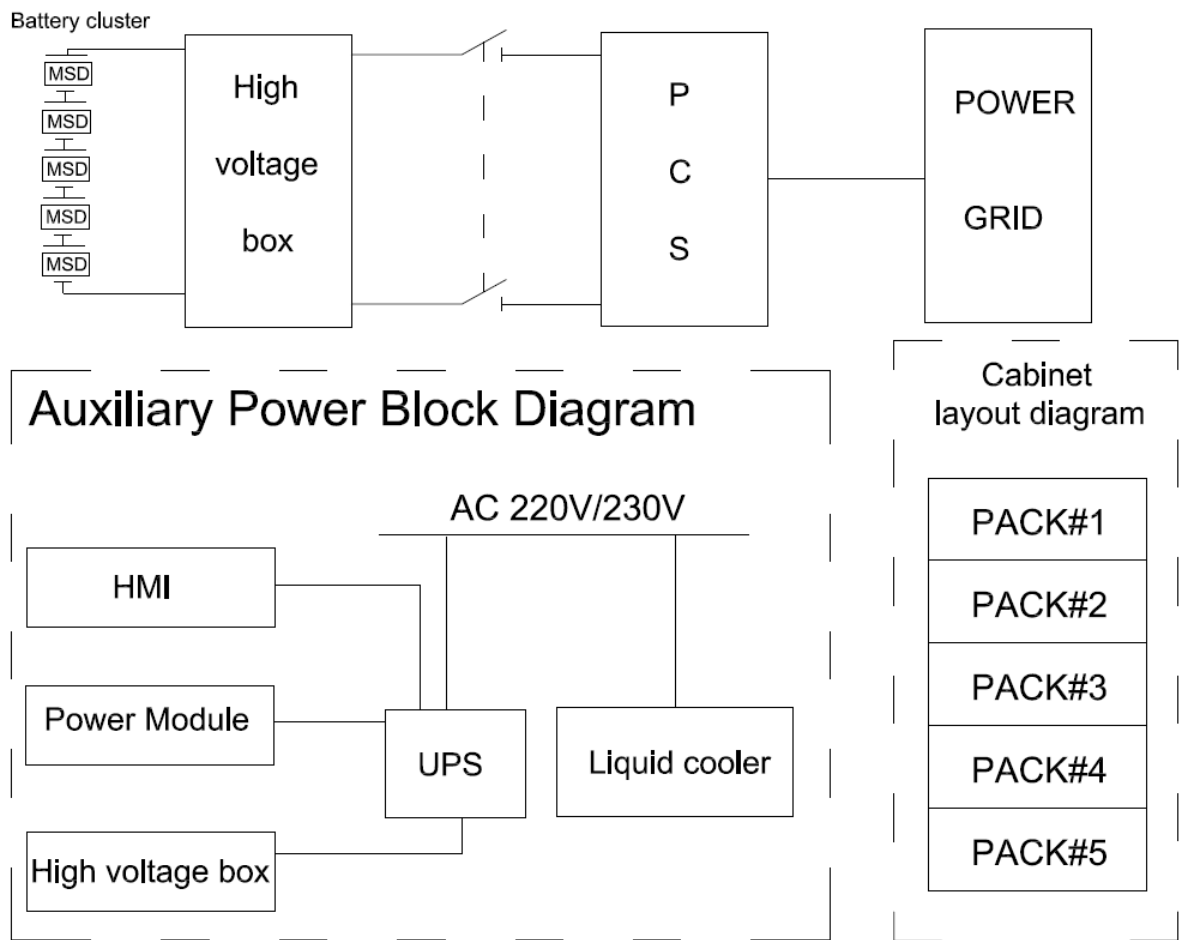 Battery cluster
MSD
MSD
MSD
MSD
MSD
High
voltage
box
P
C
S
POWER
GRID
Auxiliary Power Block Diagram
AC 220V/230V
HMI
Power Module
High voltage box
UPS
Liquid cooler
Cabinet
layout diagram
PACK#1
PACK#2
PACK#3
PACK#4
PACK#5